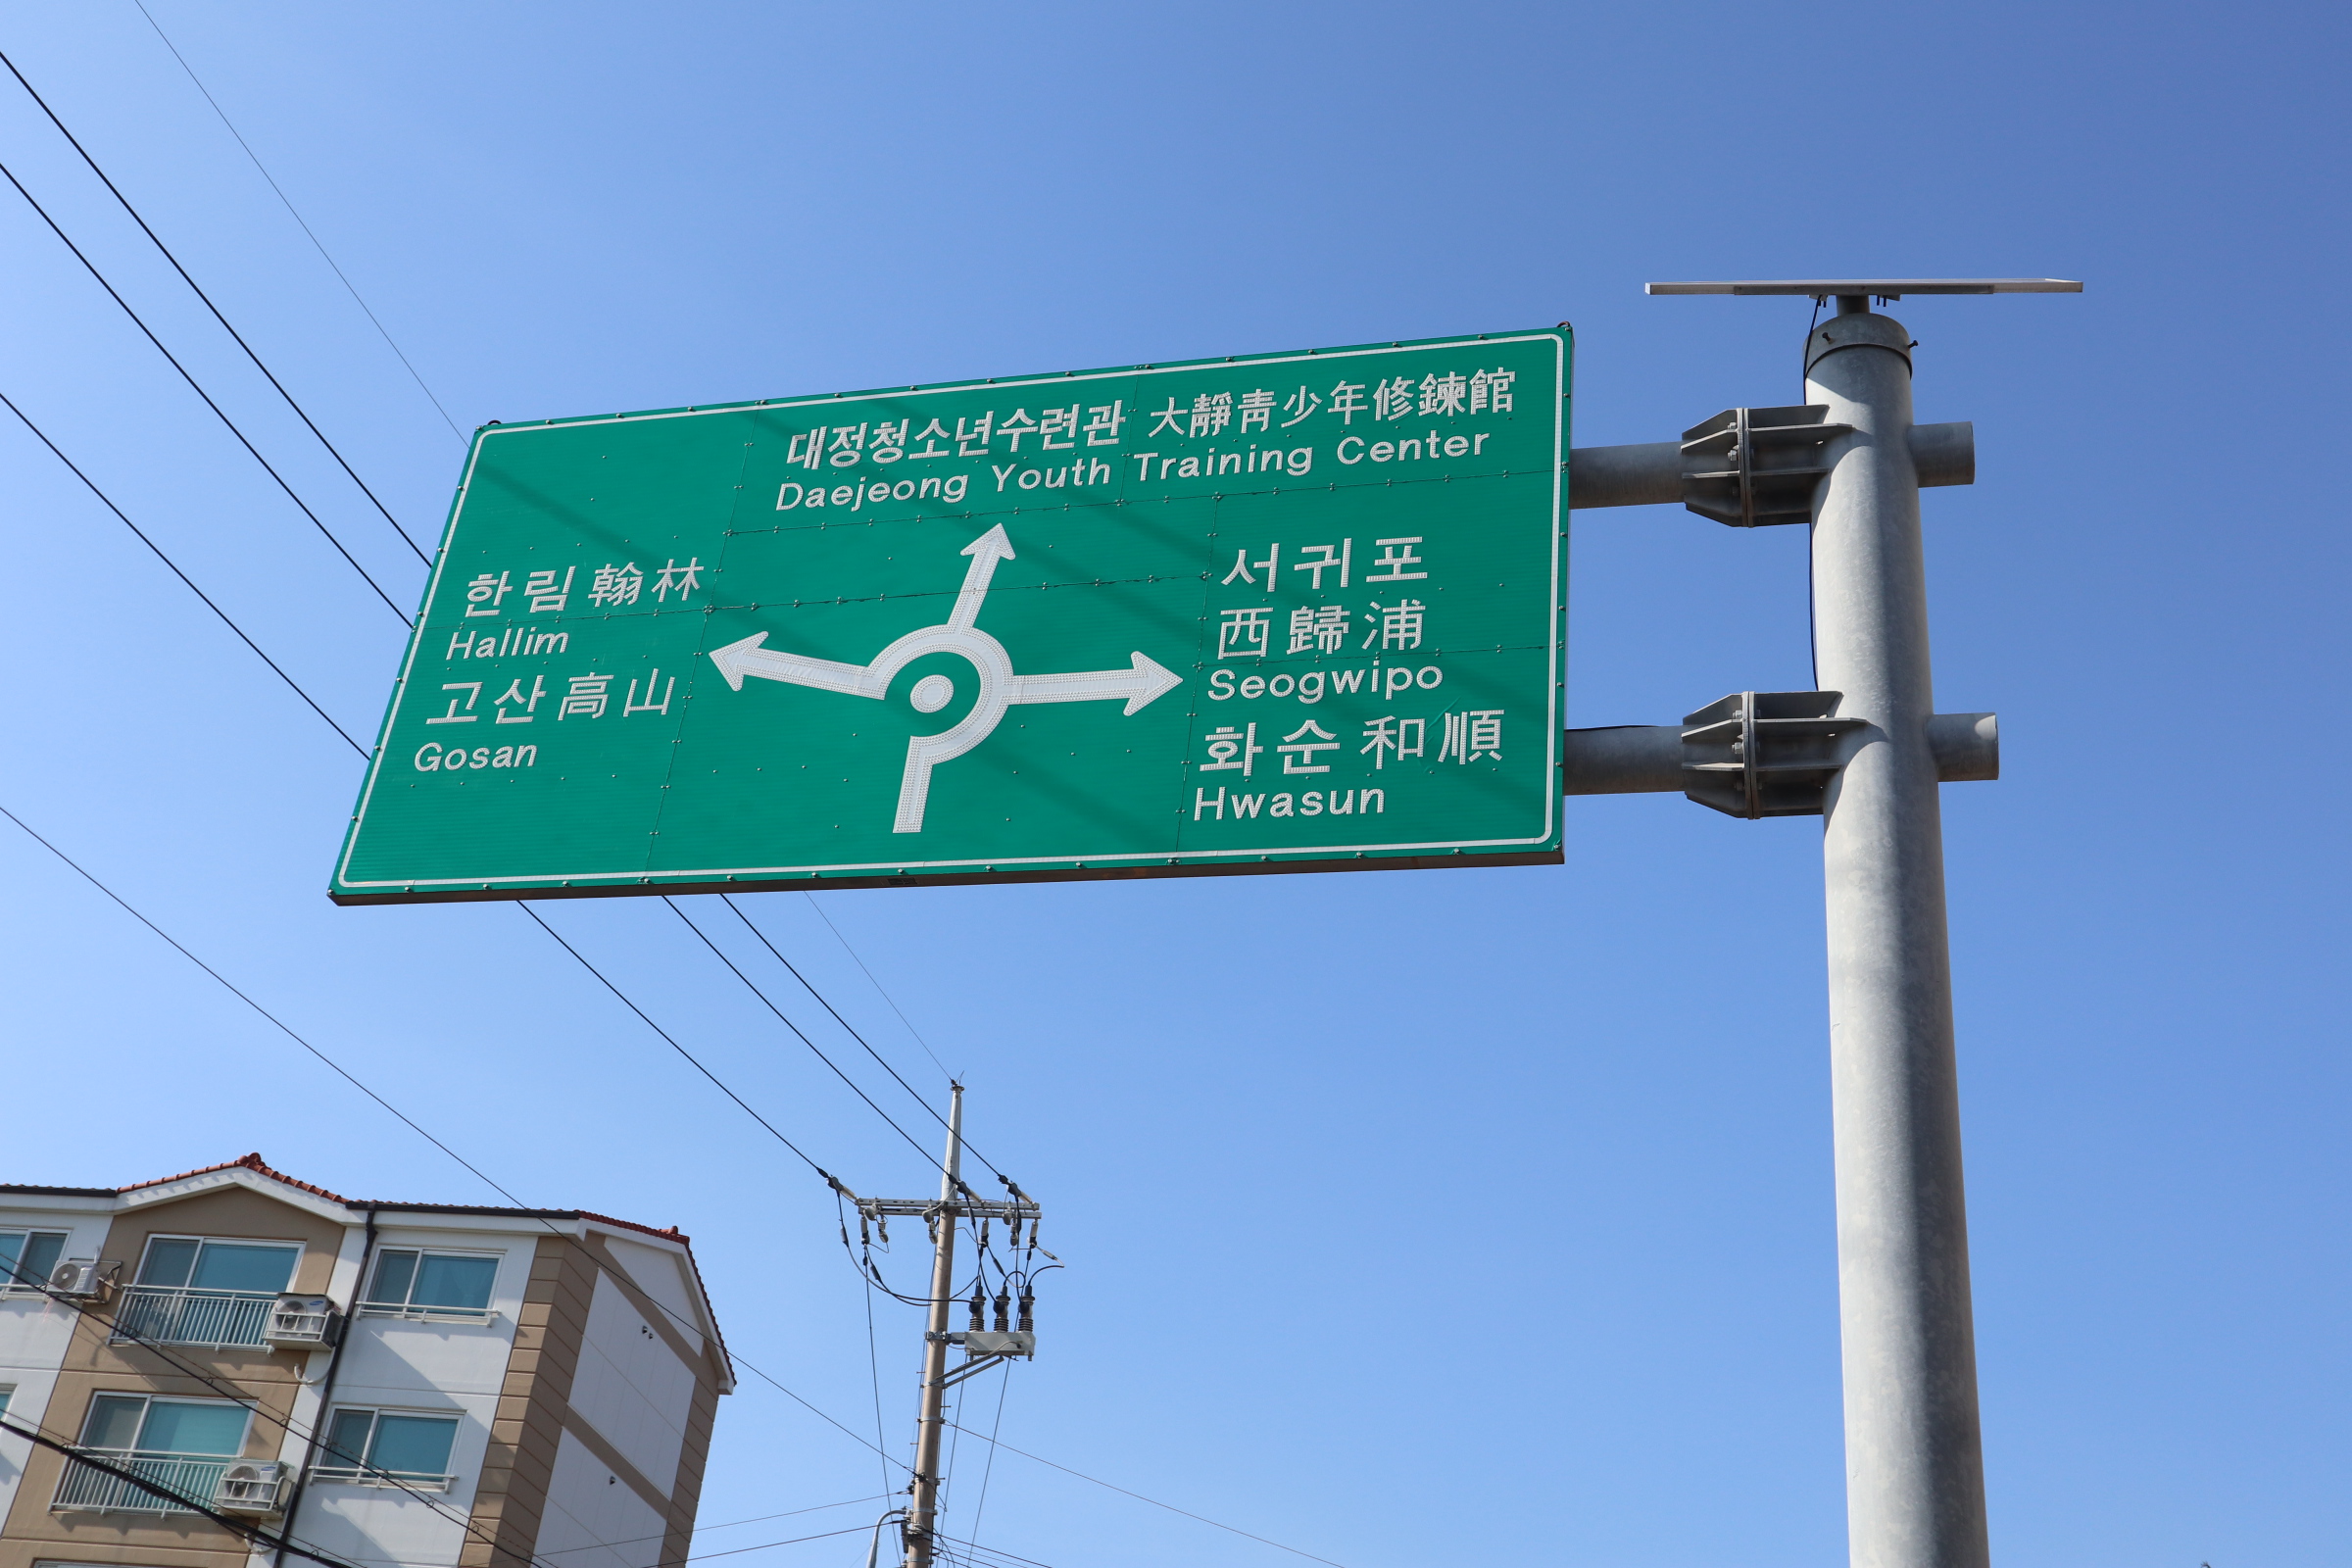 대정청소년수련관 大靜靑少年修鍊館
Daejeong Youth Training Center
한림 翰林
Hallim
고산 高山
Gosan
서귀포
西歸浦
Seogwipo
화순 和順
Hwasun